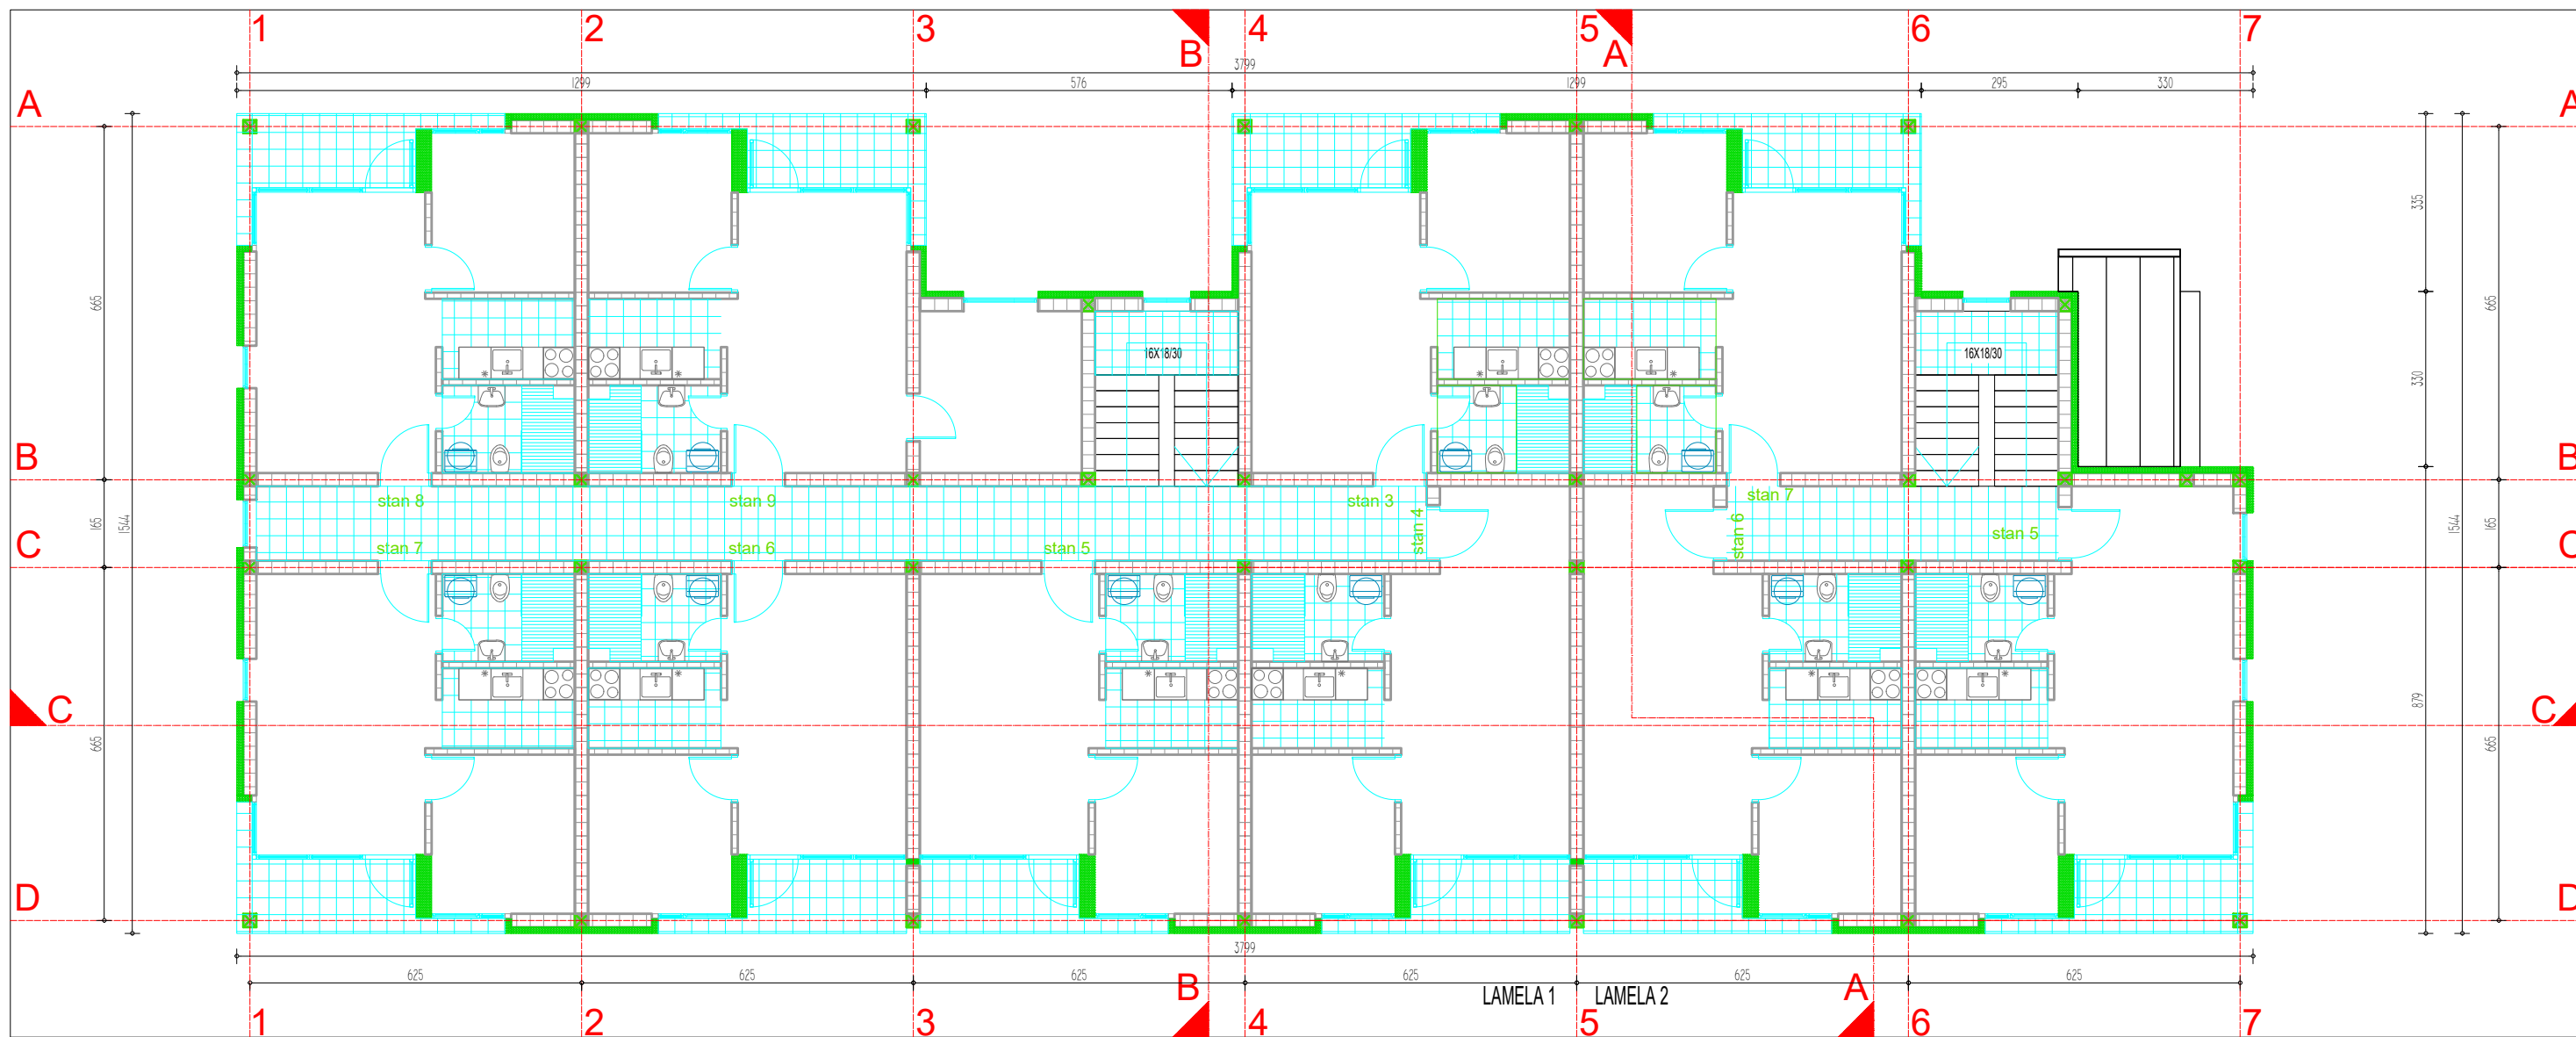 1 2 3 B 4 5 A 6 7
3799
1299 576 1299 295 330
A A
335
665 665
16X18/30 16X18/30
330
B B
stan 8 stan 9 stan 3 stan 4 stan 7
165 1544 stan 6 1544 165
C stan 7 stan 6 stan 5 stan 5 C
C C
665 879 665
D D
3799
625 625 625 625 625 625
B LAMELA 1 LAMELA 2 A
1 2 3 4 5 6 7